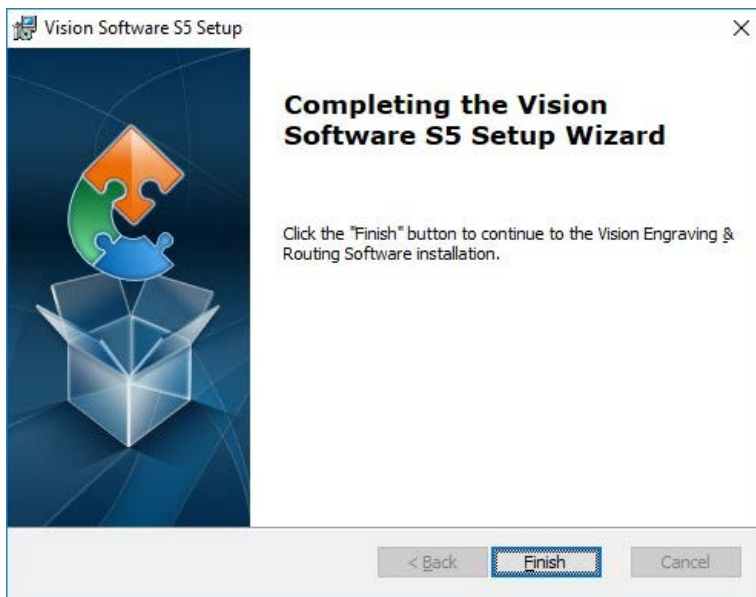 Vision Software S5 Setup
Completing the Vision
Software S5 Setup Wizard
Click the "Finish" button to continue to the Vision Engraving &
Routing Software installation.
< Back
Finish
Cancel